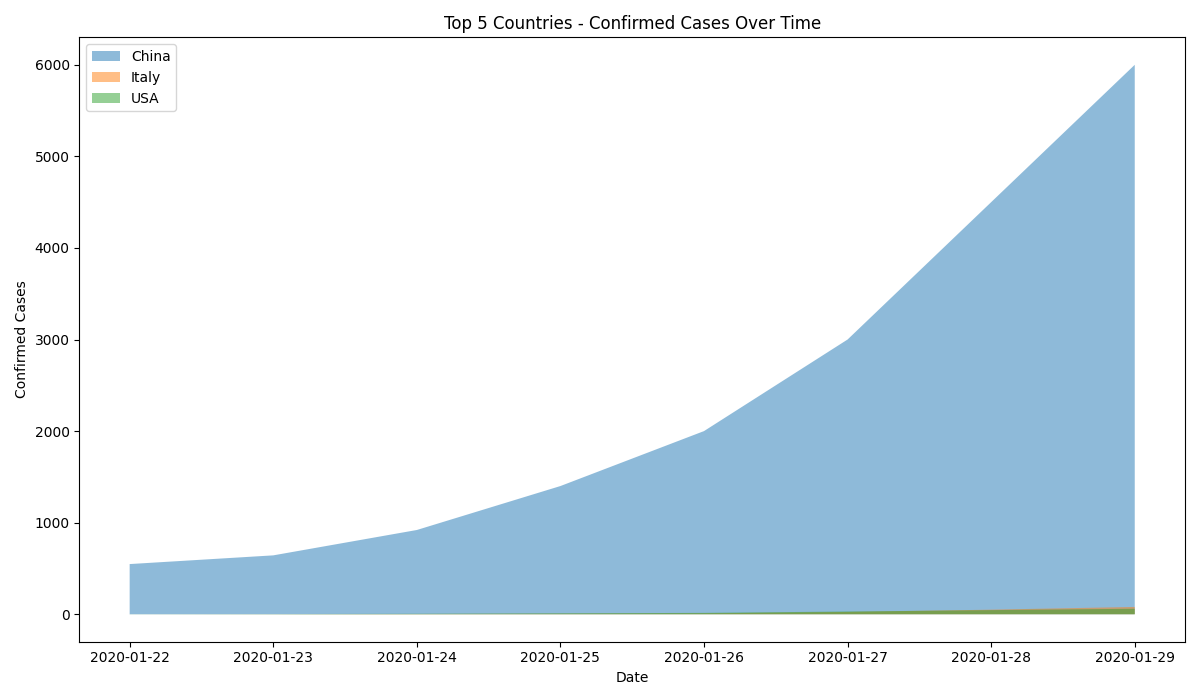 Top 5 Countries - Confirmed Cases Over Time
China
Italy
USA
6000
5000
4000
3000
2000
1000
0
Confirmed Cases
2020-01-22
2020-01-23
2020-01-24
2020-01-25
2020-01-26
2020-01-27
2020-01-28
2020-01-29
Date